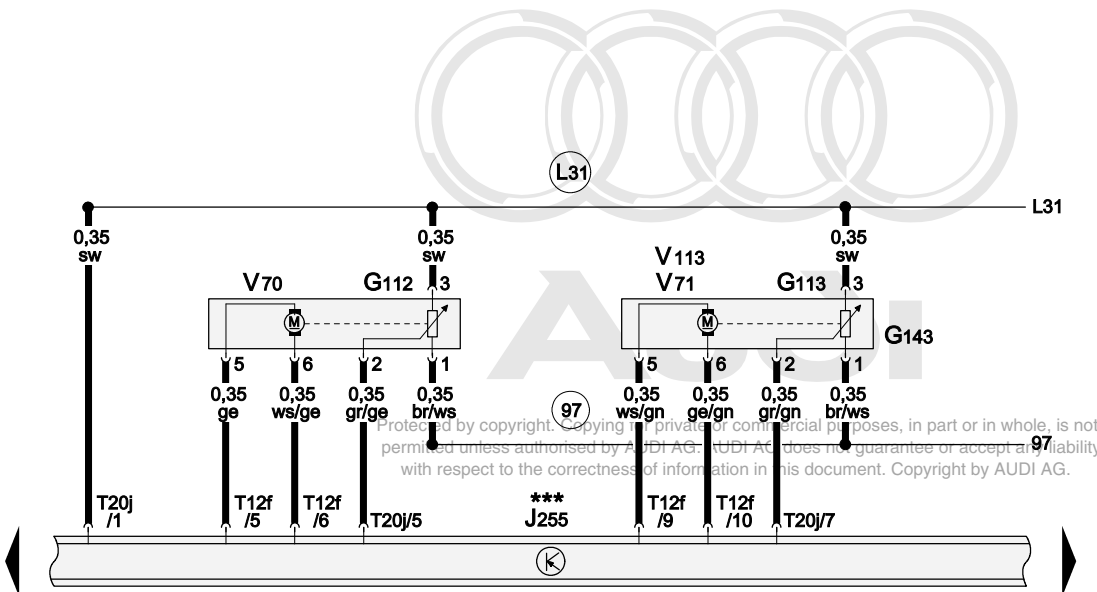 L31
L31
0,35 sw
0,35 sw
0,35 sw
V70
G112
3
V113
V71
G113
3
M
M
G143
5
6
2
1
5
6
2
1
0,35 ge
0,35 ws/ge
0,35 gr/ge
0,35 br/ws
97
0,35 ws/gn
0,35 ge/gn
0,35 gr/gn
0,35 br/ws
AUDI
Protected by copyright. Copying for private or commercial purposes, in part or in whole, is not
permitted unless authorised by AUDI AG. AUDI AG does not guarantee or accept any liability
97
with respect to the correctness of information in this document. Copyright by AUDI AG.
T20j /1
T12f /5
T12f /6
T20j/5
***
J255
T12f /9
T12f /10
T20j/7